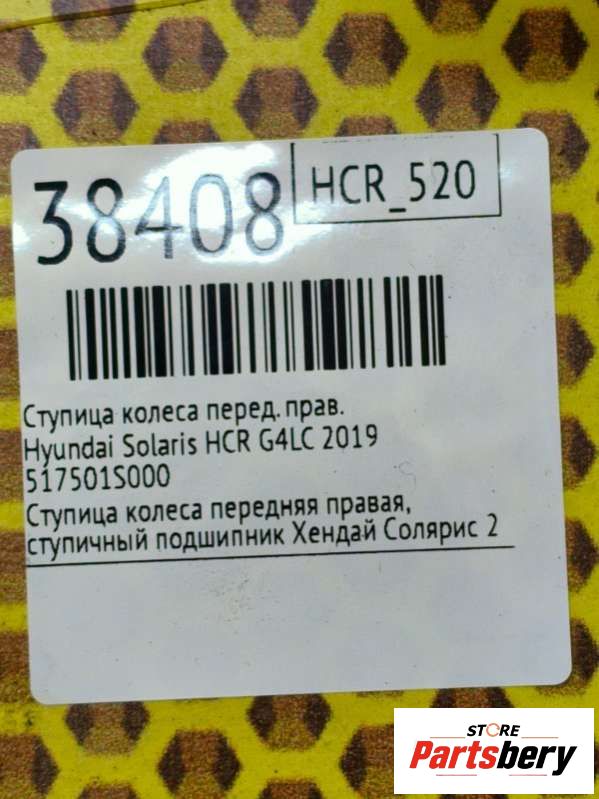 38408
HCR_520
Ступица колеса перед. прав.
Hyundai Solaris HCR G4LC 2019
517501S000
Ступица колеса передняя правая,
ступичный подшипник Хендай Солярис 2
STORE
Partsbery